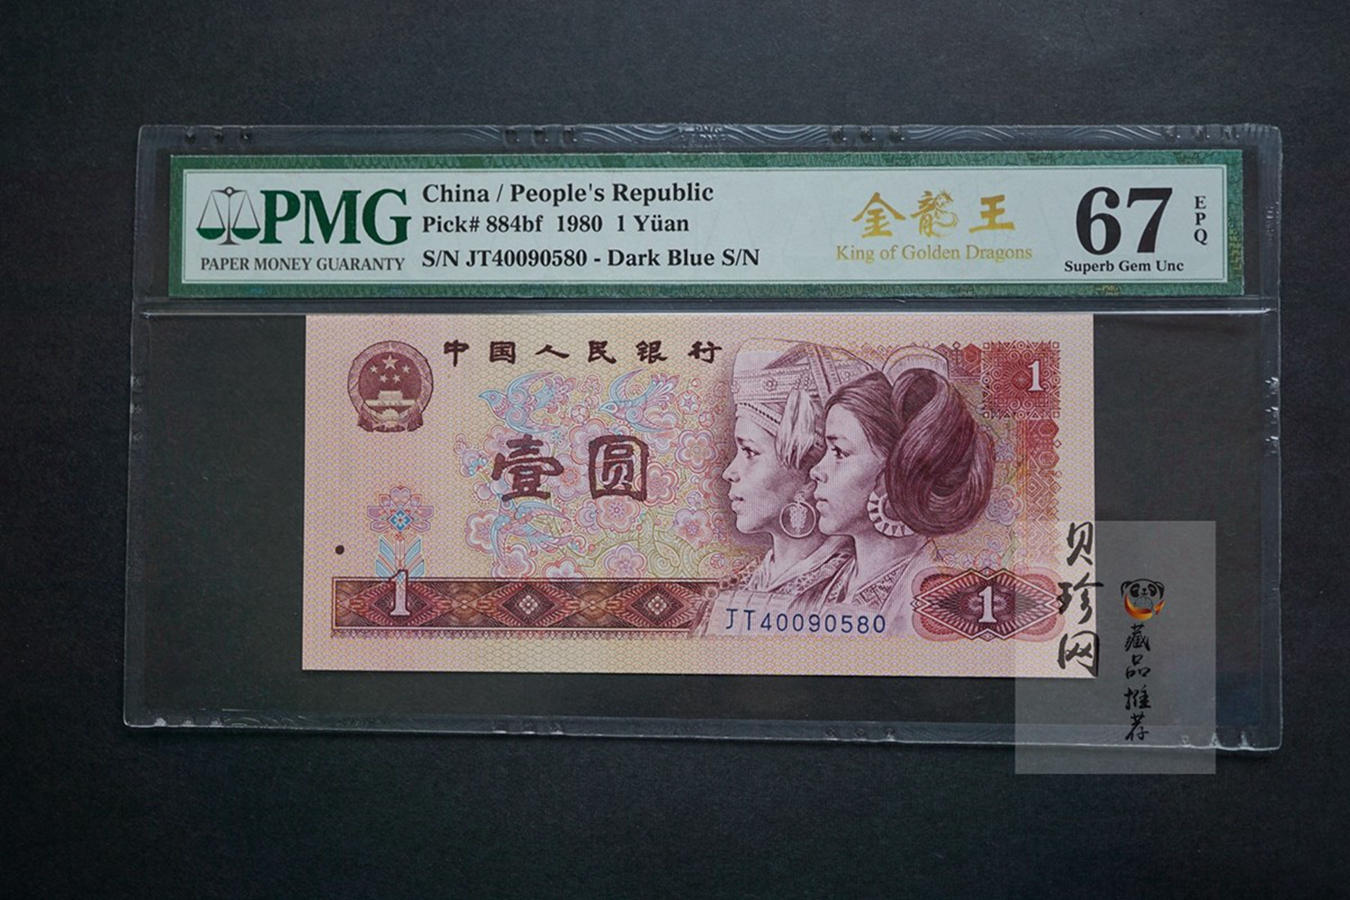 PMG
PAPER MONEY GUARANTY
China / People's Republic
Pick# 884bf 1980 1 Yüan
S/N JT40090580 - Dark Blue S/N
金龍王
King of Golden Dragons
67
EPQ
Superb Gem Unc
中国人民银行
1
壹圆
1
JT40090580
1
贝珍网
藏品推荐